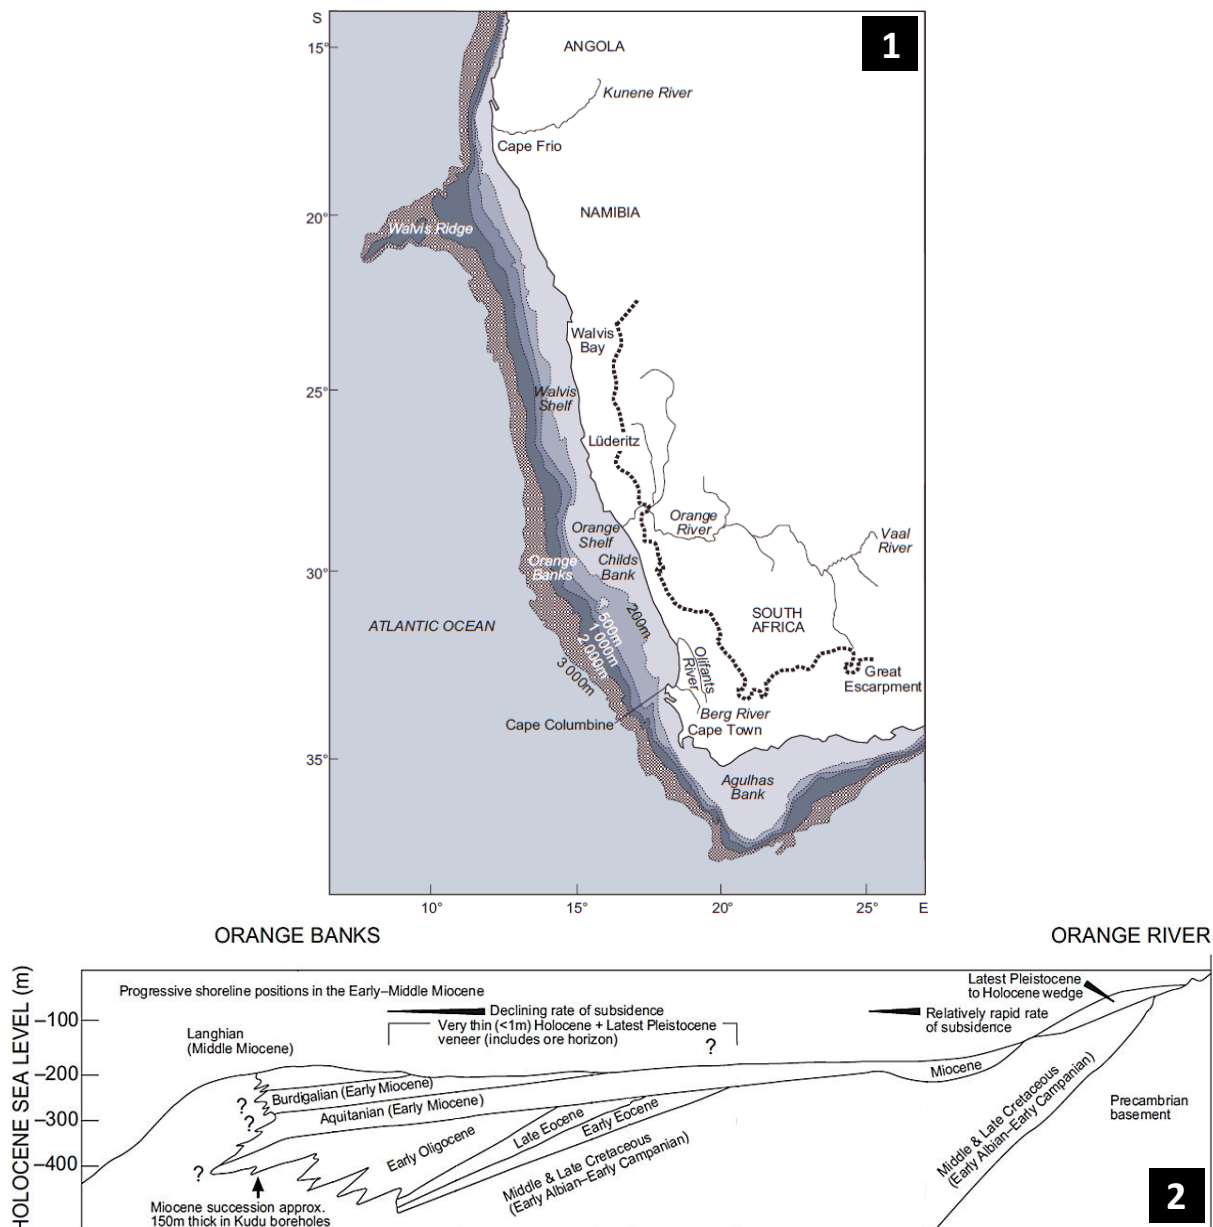 S
1
15°
ANGOLA
Kunene River
Cape Frio
20°
NAMIBIA
Walvis Ridge
Walvis
Bay
25°
Walvis
Shelf
Lüderitz
Orange
River
Orange
Shelf
Vaal
River
Orange
Banks
Childs
Bank
30°
ATLANTIC OCEAN
200m
500m
1 000m
2 000m
3 000m
SOUTH
AFRICA
Olifants
River
Great
Escarpment
Berg River
Cape Columbine
Cape Town
35°
Agulhas
Bank
10°
15°
20°
25°
E
ORANGE BANKS
ORANGE RIVER
HOLOCENE SEA LEVEL (m)
–100
–200
–300
–400
Progressive shoreline positions in the Early–Middle Miocene
Declining rate of subsidence
Very thin (<1m) Holocene + Latest Pleistocene
veneer (includes ore horizon)
?
Latest Pleistocene
to Holocene wedge
Relatively rapid rate
of subsidence
Langhian
(Middle Miocene)
Miocene
Burdigalian (Early Miocene)
Aquitanian (Early Miocene)
?
?
?
Early Oligocene
Late Eocene
Early Eocene
Middle & Late Cretaceous
(Early Albian–Early Campanian)
Middle & Late Cretaceous
(Early Albian–Early Campanian)
Precambrian
basement
Miocene succession approx.
150m thick in Kudu boreholes
2